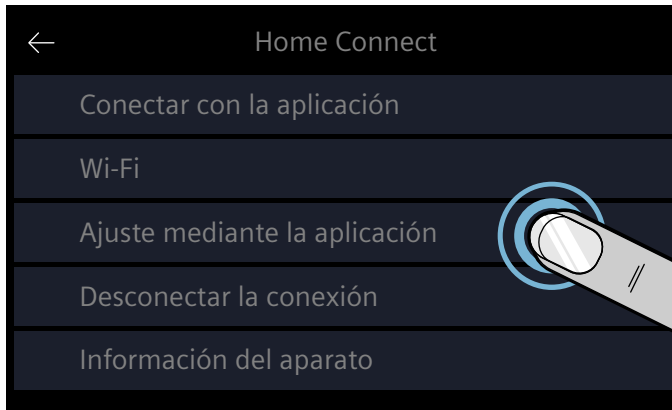 Home Connect
Conectar con la aplicación
Wi-Fi
Ajuste mediante la aplicación
Desconectar la conexión
Información del aparato